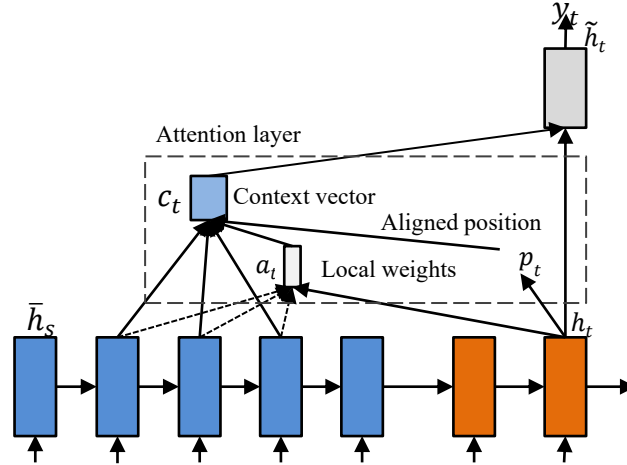 y_t
h̃_t
Attention layer
c_t Context vector
Aligned position
a_t Local weights p_t
h̄_s h_t